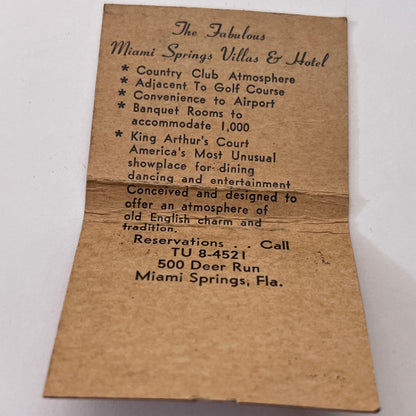 The Fabulous
Miami Springs Villas & Hotel
* Country Club Atmosphere
* Adjacent To Golf Course
* Convenience to Airport
* Banquet Rooms to
accommodate 1,000
* King Arthur's Court
America's Most Unusual
showplace for dining
dancing and entertainment
Conceived and designed to
offer an atmosphere of
old English charm and
tradition.
Reservations . . Call
TU 8-4521
500 Deer Run
Miami Springs, Fla.